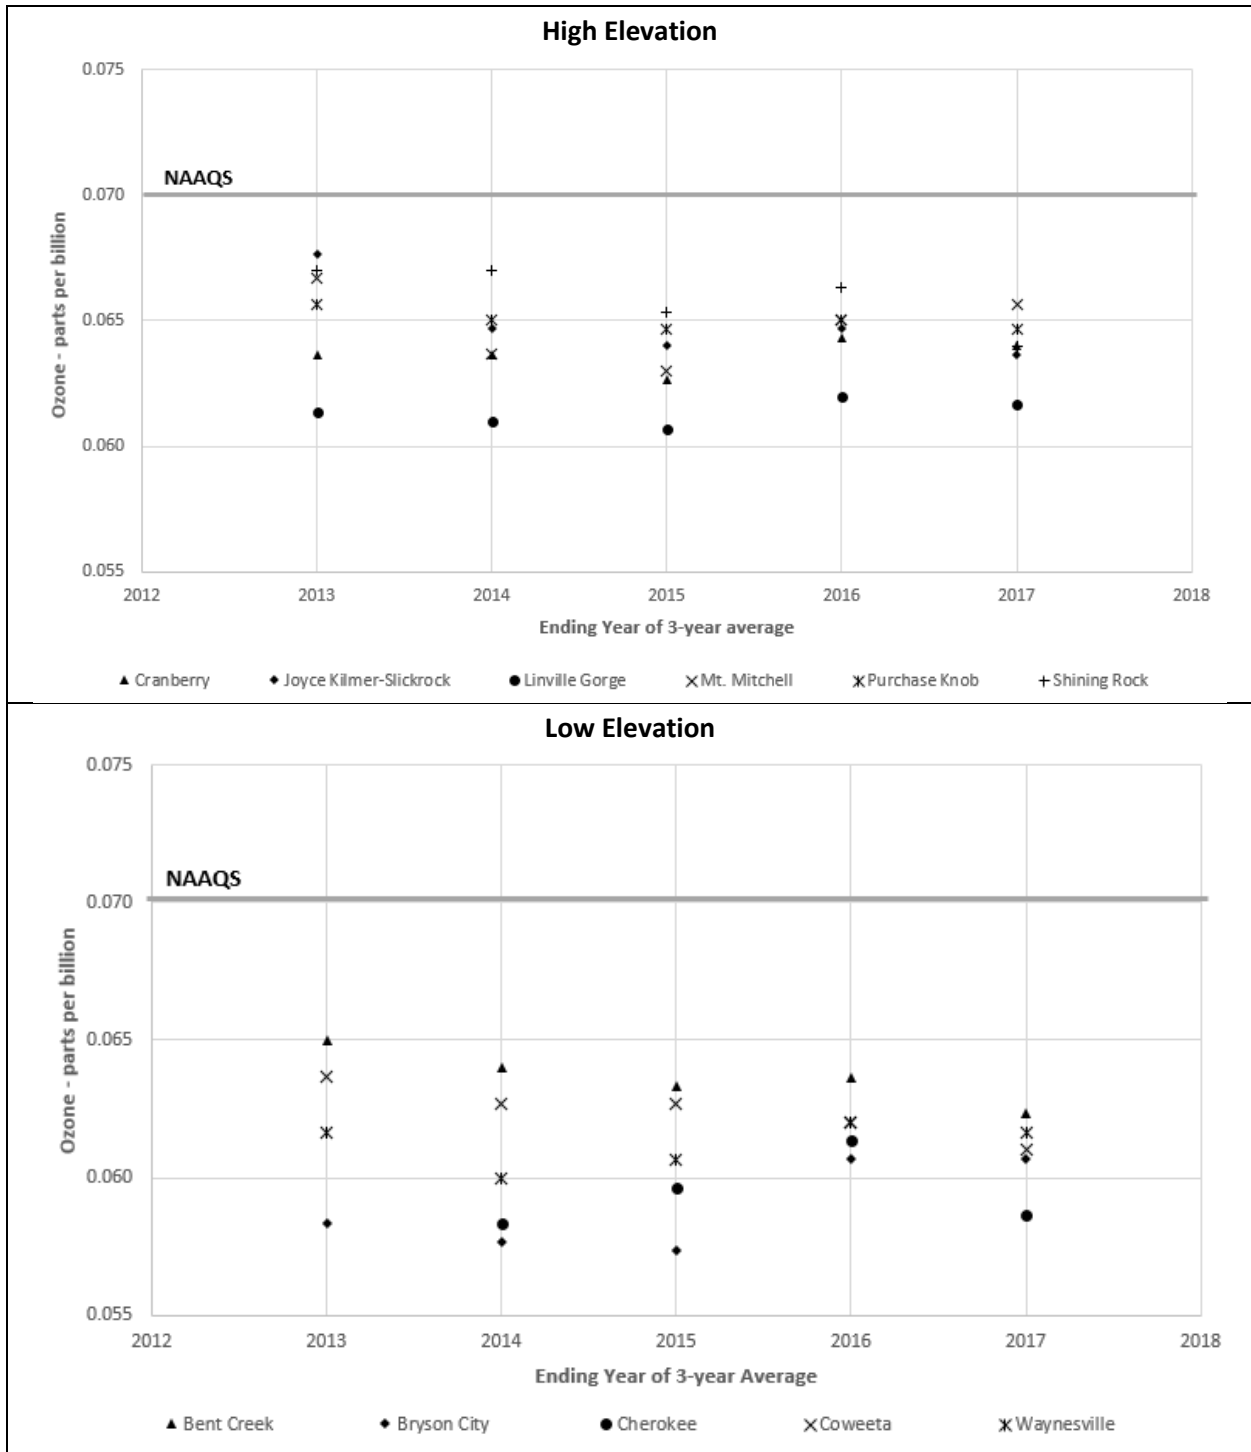 High Elevation
0.075
NAAQS
0.070
0.065
0.060
0.055
Ozone - parts per billion
2012 2013 2014 2015 2016 2017 2018
Ending Year of 3-year average
Cranberry Joyce Kilmer-Slickrock Linville Gorge Mt. Mitchell Purchase Knob Shining Rock
Low Elevation
0.075
NAAQS
0.070
0.065
0.060
0.055
Ozone - parts per billion
2012 2013 2014 2015 2016 2017 2018
Ending Year of 3-year Average
Bent Creek Bryson City Cherokee Coweeta Waynesville